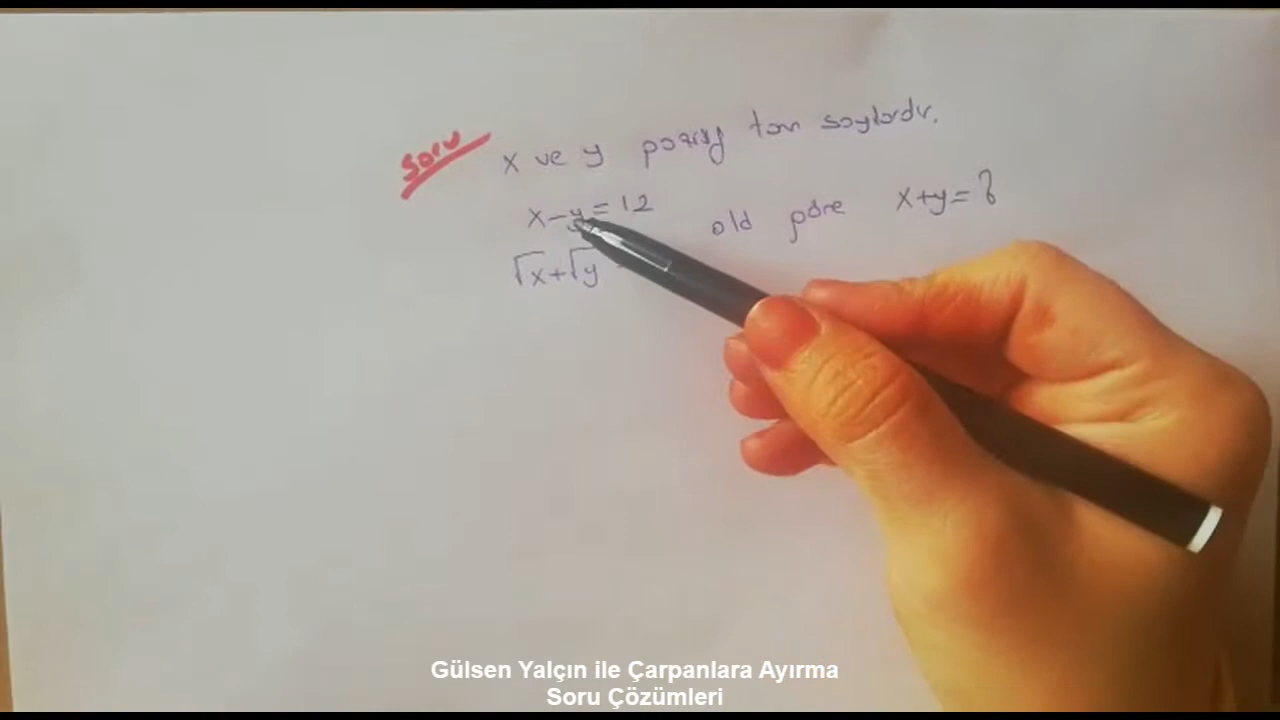 Soru
x ve y pozitif tam sayılardır.
x-y=12
old göre x+y=?
√x+√y
Gülsen Yalçın ile Çarpanlara Ayırma
Soru Çözümleri